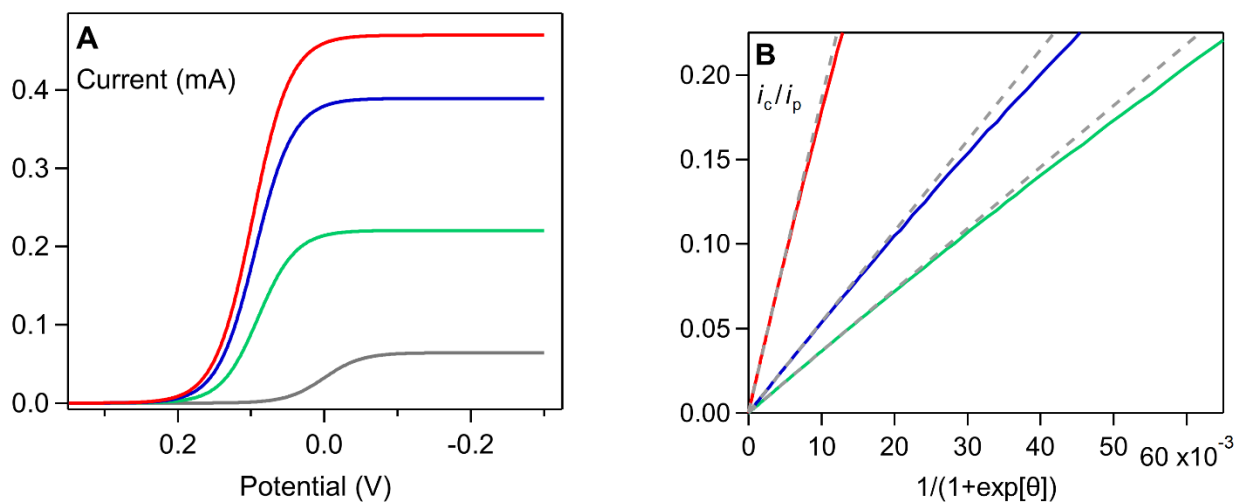 A
Current (mA)
0.4
0.3
0.2
0.1
0.0
0.2 0.0 -0.2
Potential (V)
B
i_c/i_p
0.20
0.15
0.10
0.05
0.00
0 10 20 30 40 50 60 x10⁻³
1/(1+exp[θ])